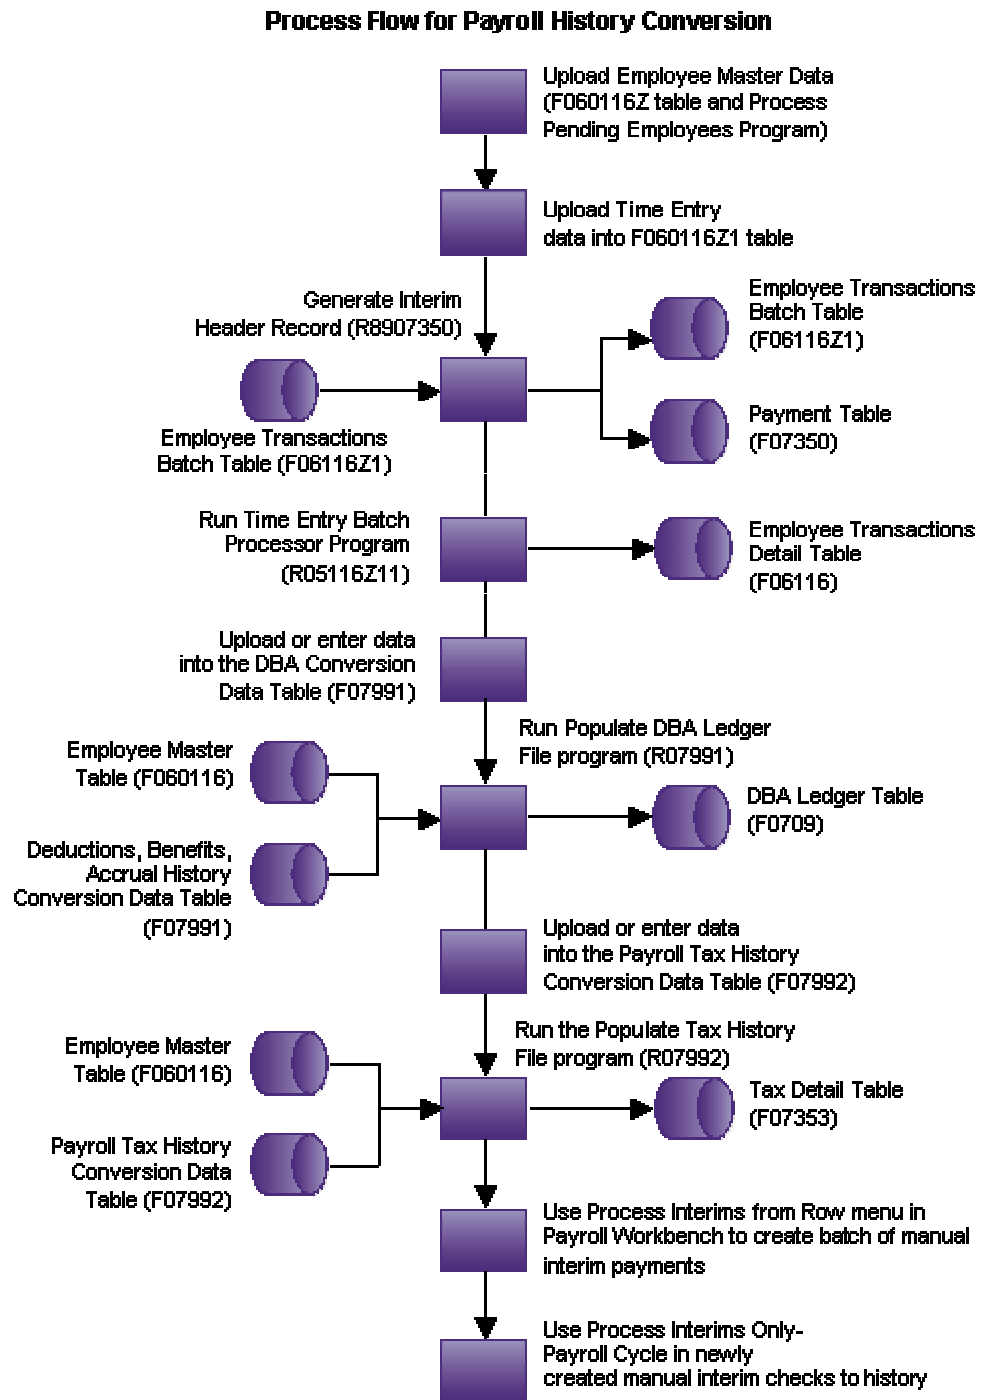 Process Flow for Payroll History Conversion
Upload Employee Master Data
(F060116Z table and Process
Pending Employees Program)
Upload Time Entry
data into F060116Z1 table
Generate Interim
Header Record (R8907350)
Employee Transactions
Batch Table
(F06116Z1)
Payment Table
(F07350)
Employee Transactions
Batch Table (F06116Z1)
Run Time Entry Batch
Processor Program
(R05116Z11)
Employee Transactions
Detail Table
(F06116)
Upload or enter data
into the DBA Conversion
Data Table (F07991)
Run Populate DBA Ledger
File program (R07991)
Employee Master
Table (F060116)
DBA Ledger Table
(F0709)
Deductions, Benefits,
Accrual History
Conversion Data Table
(F07991)
Upload or enter data
into the Payroll Tax History
Conversion Data Table (F07992)
Run the Populate Tax History
File program (R07992)
Employee Master
Table (F060116)
Tax Detail Table
(F07353)
Payroll Tax History
Conversion Data
Table (F07992)
Use Process Interims from Row menu in
Payroll Workbench to create batch of manual
interim payments
Use Process Interims Only-
Payroll Cycle in newly
created manual interim checks to history